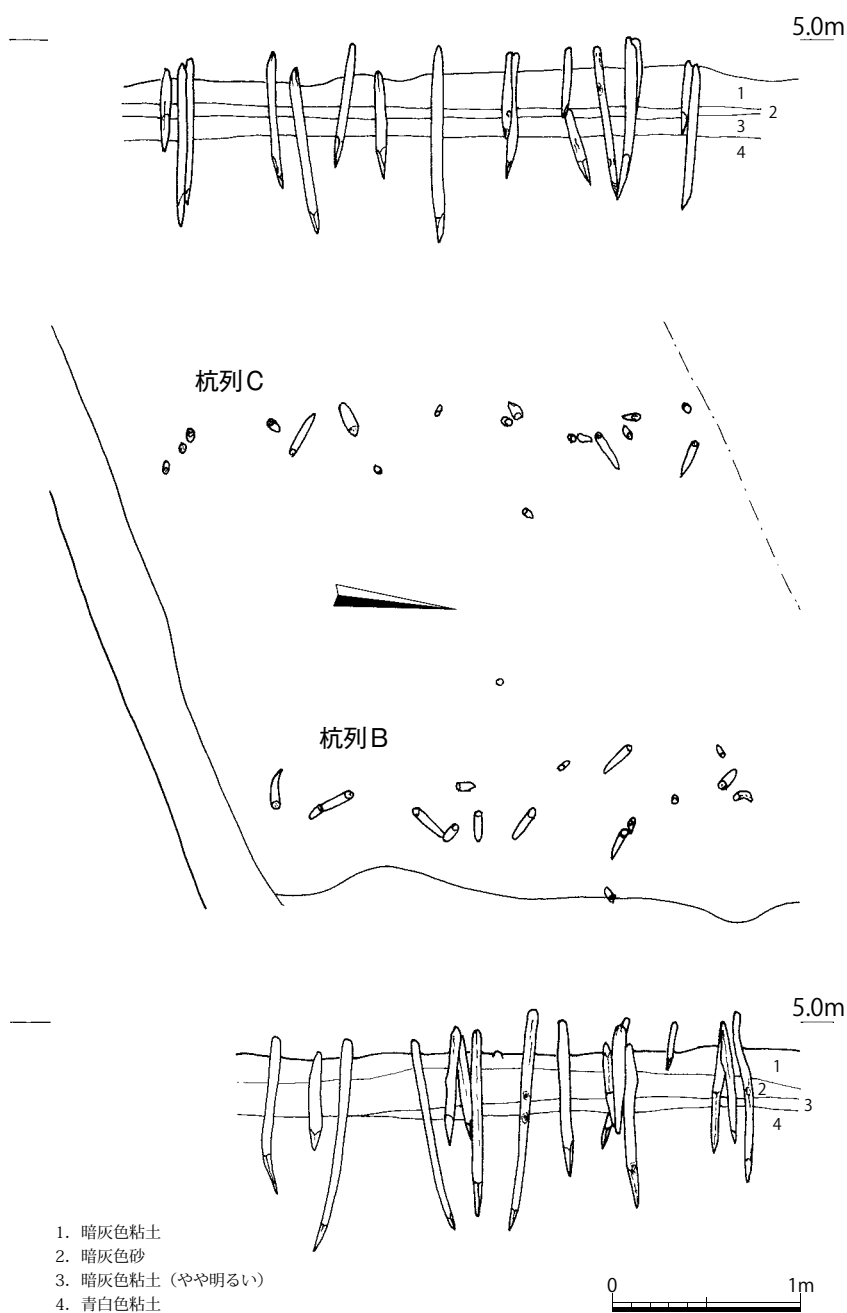 5.0m
1
2
3
4
杭列C
杭列B
5.0m
1
2
3
4
1. 暗灰色粘土
2. 暗灰色砂
3. 暗灰色粘土（やや明るい）
4. 青白色粘土
0 1m